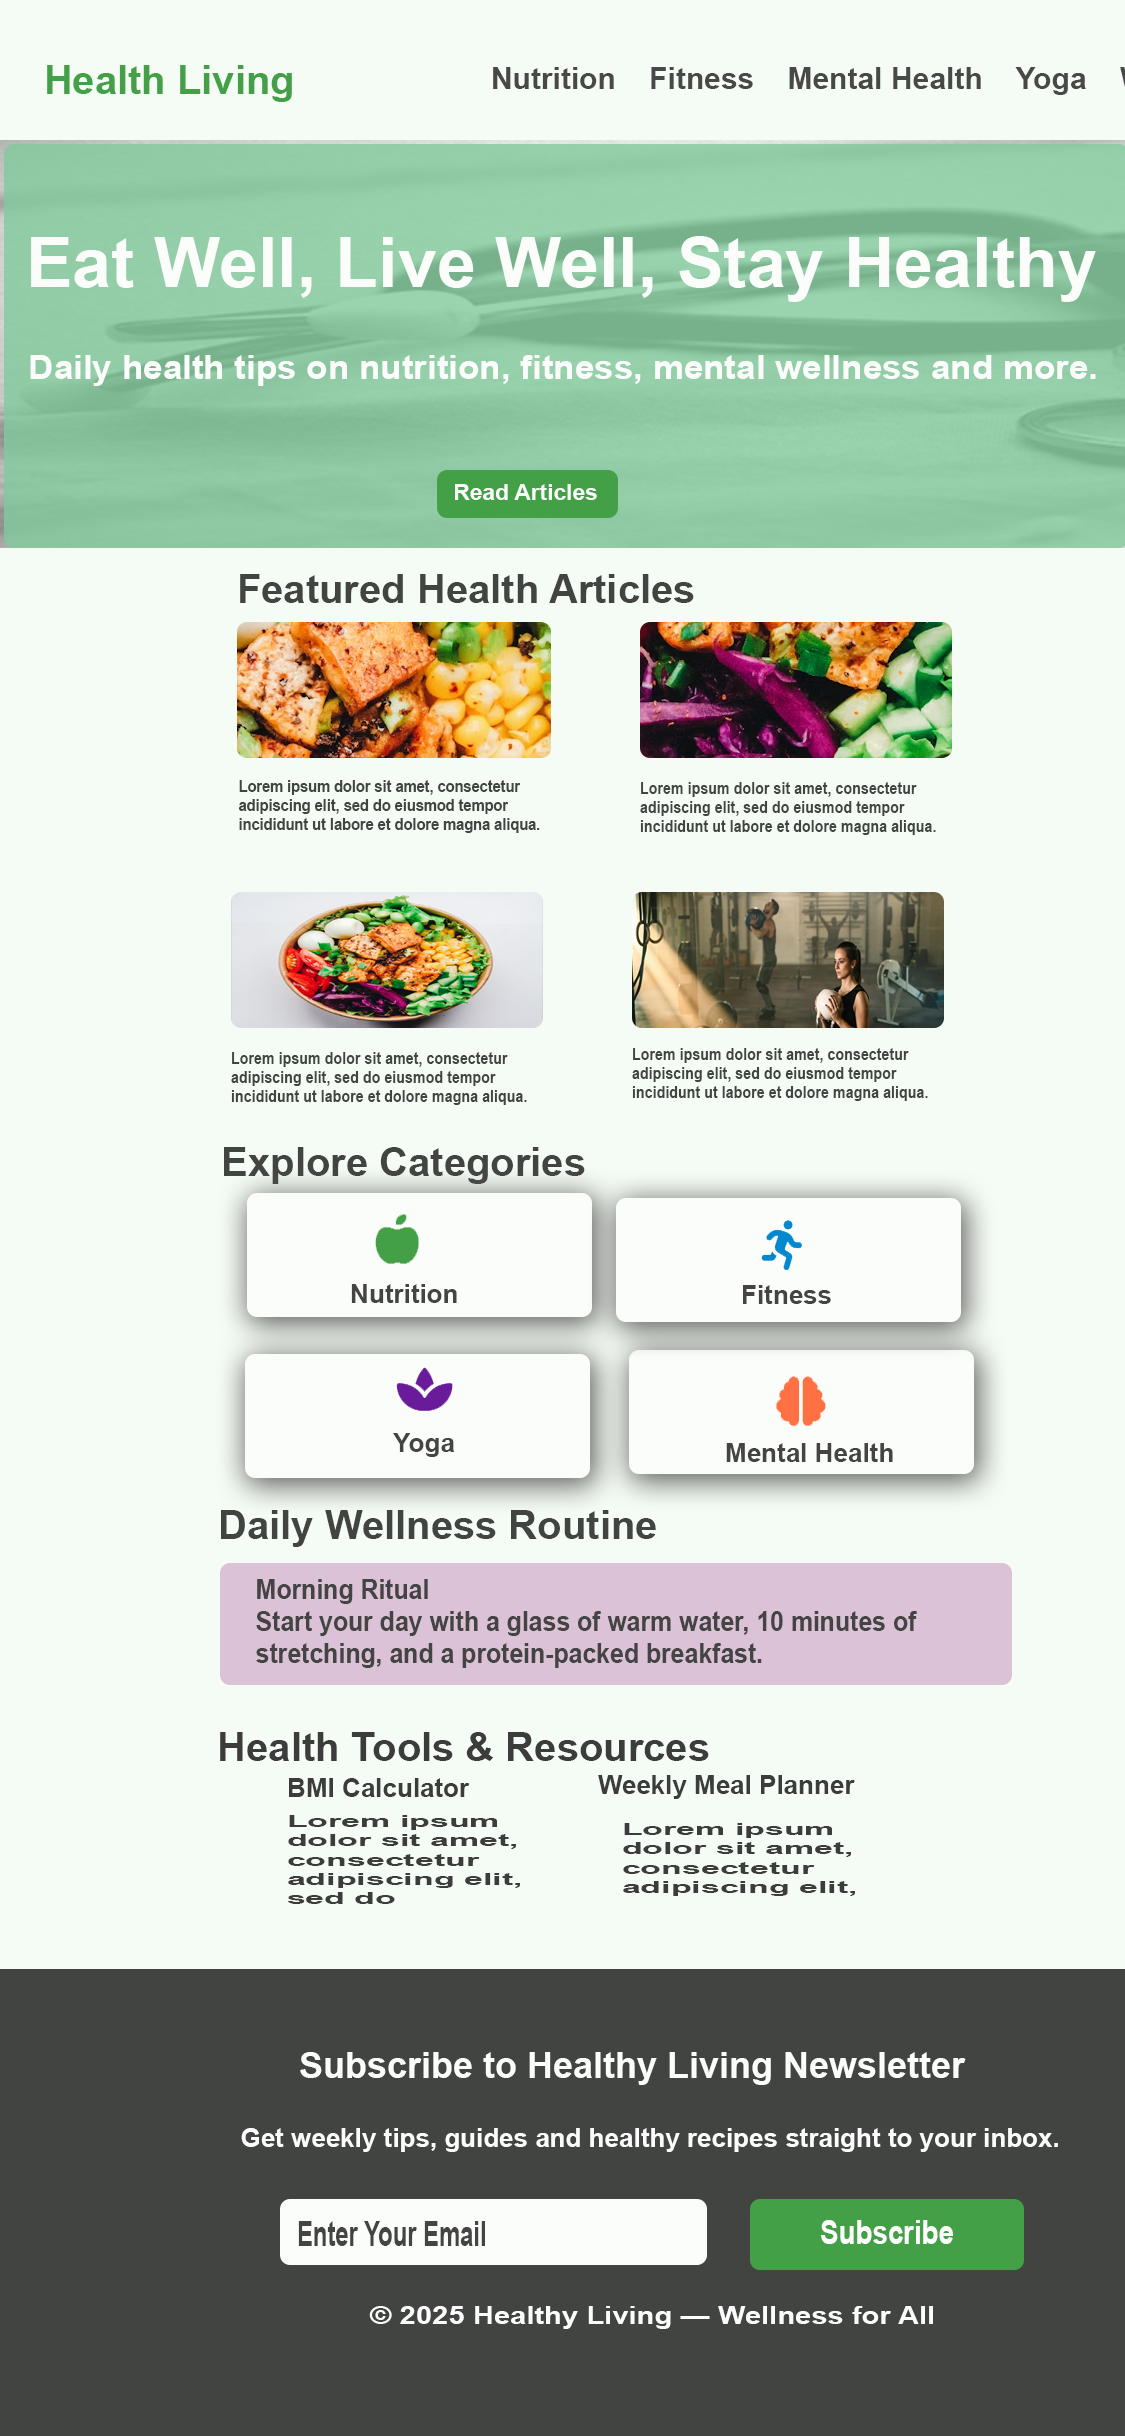 Health Living
Nutrition Fitness Mental Health Yoga
Eat Well, Live Well, Stay Healthy
Daily health tips on nutrition, fitness, mental wellness and more.
Read Articles
Featured Health Articles
Lorem ipsum dolor sit amet, consectetur
adipiscing elit, sed do eiusmod tempor
incididunt ut labore et dolore magna aliqua.
Lorem ipsum dolor sit amet, consectetur
adipiscing elit, sed do eiusmod tempor
incididunt ut labore et dolore magna aliqua.
Lorem ipsum dolor sit amet, consectetur
adipiscing elit, sed do eiusmod tempor
incididunt ut labore et dolore magna aliqua.
Lorem ipsum dolor sit amet, consectetur
adipiscing elit, sed do eiusmod tempor
incididunt ut labore et dolore magna aliqua.
Explore Categories
Nutrition
Fitness
Yoga
Mental Health
Daily Wellness Routine
Morning Ritual
Start your day with a glass of warm water, 10 minutes of
stretching, and a protein-packed breakfast.
Health Tools & Resources
BMI Calculator
Lorem ipsum
dolor sit amet,
consectetur
adipiscing elit,
sed do
Weekly Meal Planner
Lorem ipsum
dolor sit amet,
consectetur
adipiscing elit,
Subscribe to Healthy Living Newsletter
Get weekly tips, guides and healthy recipes straight to your inbox.
Enter Your Email
Subscribe
© 2025 Healthy Living — Wellness for All